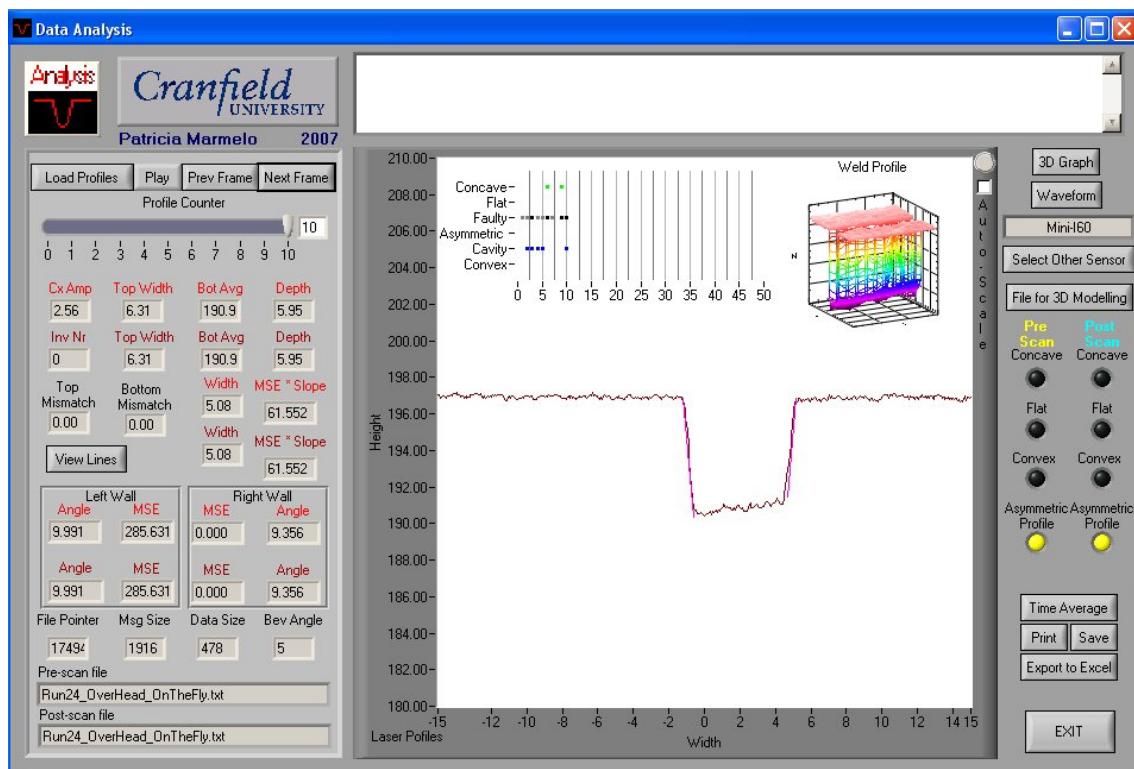 Data Analysis
Analysis
Cranfield
UNIVERSITY
Patricia Marmelo 2007
Load Profiles Play Prev Frame Next Frame
Profile Counter
10
0 1 2 3 4 5 6 7 8 9 10
Cx Amp Top Width Bot Avg Depth
2.56 6.31 190.9 5.95
Inv Nr Top Width Bot Avg Depth
0 6.31 190.9 5.95
Top Mismatch Bottom Mismatch Width MSE * Slope
0.00 0.00 5.08 61.552
Width MSE * Slope
5.08 61.552
View Lines
Left Wall Right Wall
Angle MSE MSE Angle
9.991 285.631 0.000 9.356
Angle MSE MSE Angle
9.991 285.631 0.000 9.356
File Pointer Msg Size Data Size Bev Angle
17494 1916 478 5
Pre-scan file
Run24_OverHead_OnTheFly.txt
Post-scan file
Run24_OverHead_OnTheFly.txt
210.00
208.00
206.00
204.00
202.00
200.00
198.00
196.00
194.00
192.00
190.00
188.00
186.00
184.00
182.00
180.00
Height
-15 -12 -10 -8 -6 -4 -2 0 2 4 6 8 10 12 14 15
Width
Laser Pofiles
Concave
Flat
Faulty
Asymmetric
Cavity
Convex
0 5 10 15 20 25 30 35 40 45 50
Weld Profile
Z
Auto-Scale
3D Graph
Waveform
Mini-I60
Select Other Sensor
File for 3D Modelling
Pre Scan Post Scan
Concave Concave
Flat Flat
Convex Convex
Asymmetric Profile Asymmetric Profile
Time Average
Print Save
Export to Excel
EXIT